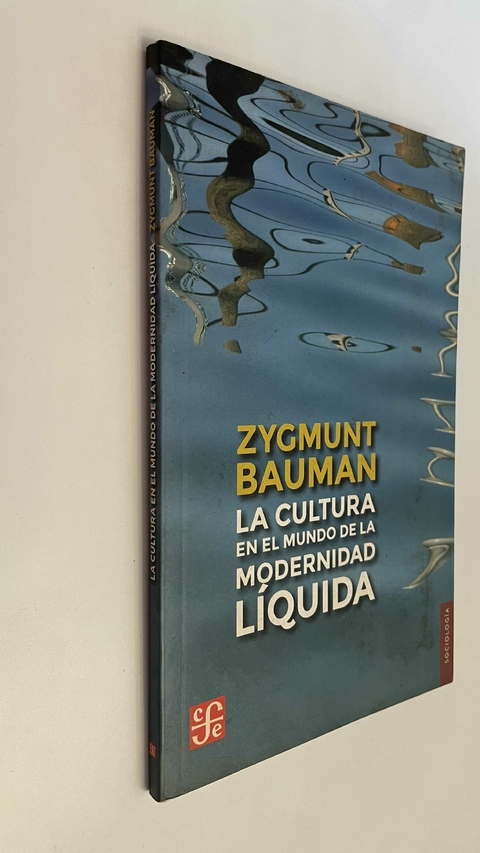 LA CULTURA EN EL MUNDO DE LA MODERNIDAD LÍQUIDA ZYGMUNT BAUMAN
ZYGMUNT
BAUMAN
LA CULTURA
EN EL MUNDO DE LA
MODERNIDAD
LÍQUIDA
SOCIOLOGÍA
cfe